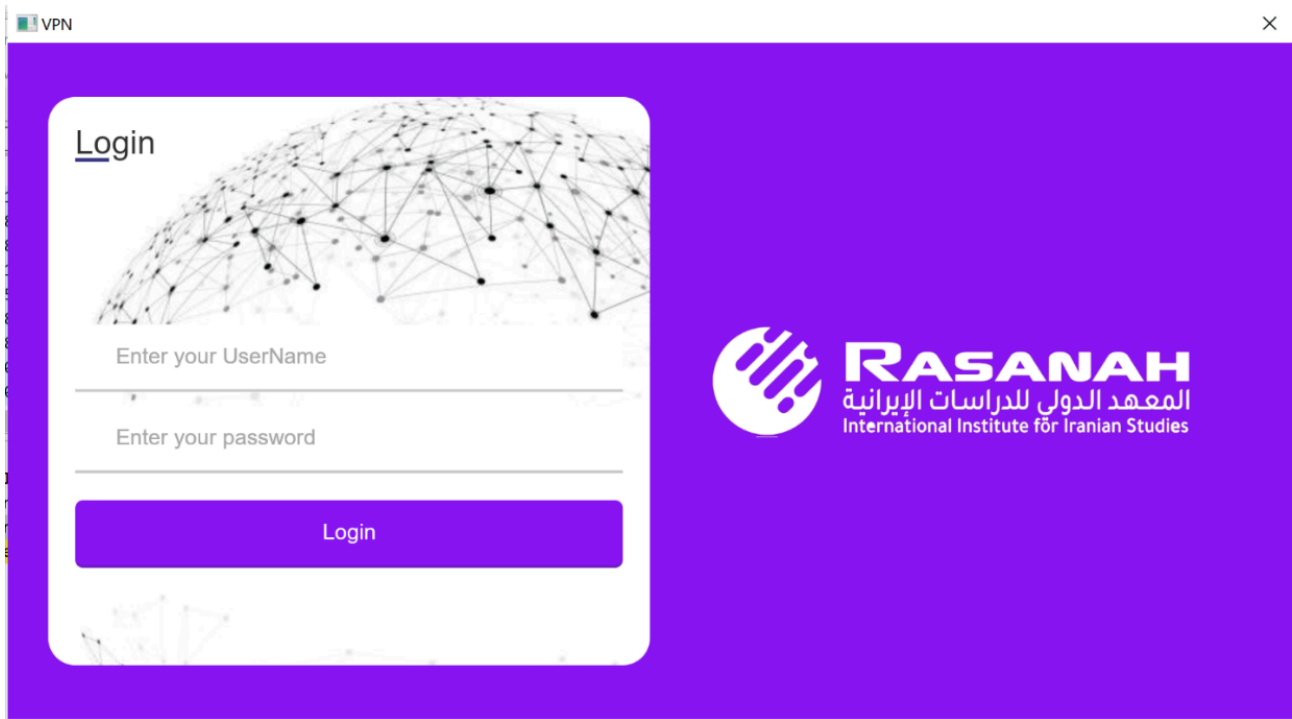 VPN
Login
Enter your UserName
Enter your password
Login
RASANAH
المعهد الدولي للدراسات الإيرانية
International Institute for Iranian Studies